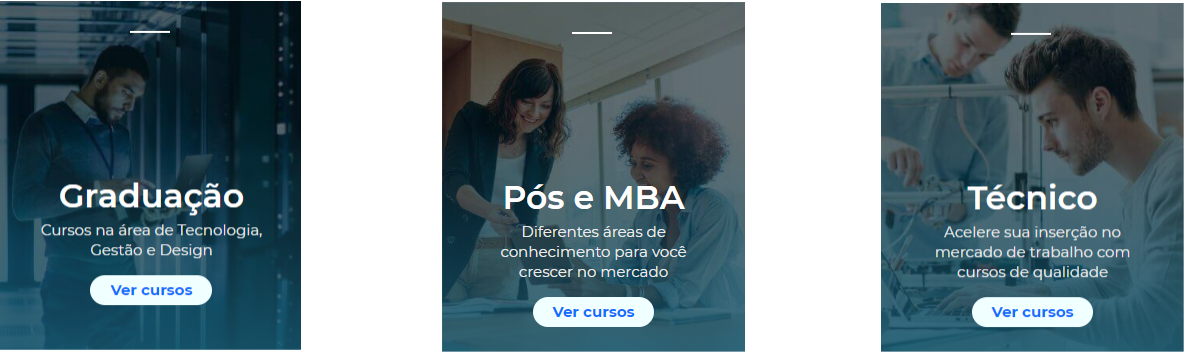 Graduação
Cursos na área de Tecnologia,
Gestão e Design
Ver cursos
Pós e MBA
Diferentes áreas de
conhecimento para você
crescer no mercado
Ver cursos
Técnico
Acelere sua inserção no
mercado de trabalho com
cursos de qualidade
Ver cursos